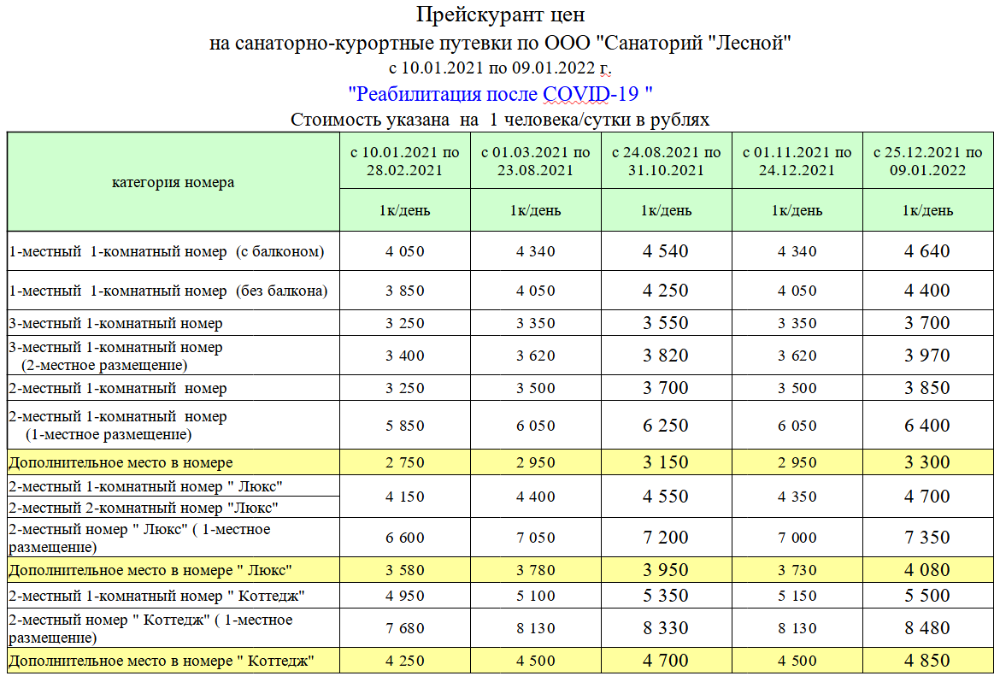 Прейскурант цен
на санаторно-курортные путевки по ООО "Санаторий "Лесной"
с 10.01.2021 по 09.01.2022 г.
"Реабилитация после COVID-19 "
Стоимость указана на 1 человека/сутки в рублях
категория номера
с 10.01.2021 по 28.02.2021
с 01.03.2021 по 23.08.2021
с 24.08.2021 по 31.10.2021
с 01.11.2021 по 24.12.2021
с 25.12.2021 по 09.01.2022
1к/день 1к/день 1к/день 1к/день 1к/день
1-местный 1-комнатный номер (с балконом) 4 050 4 340 4 540 4 340 4 640
1-местный 1-комнатный номер (без балкона) 3 850 4 050 4 250 4 050 4 400
3-местный 1-комнатный номер 3 250 3 350 3 550 3 350 3 700
3-местный 1-комнатный номер
(2-местное размещение) 3 400 3 620 3 820 3 620 3 970
2-местный 1-комнатный номер 3 250 3 500 3 700 3 500 3 850
2-местный 1-комнатный номер
(1-местное размещение) 5 850 6 050 6 250 6 050 6 400
Дополнительное место в номере 2 750 2 950 3 150 2 950 3 300
2-местный 1-комнатный номер " Люкс"
2-местный 2-комнатный номер "Люкс" 4 150 4 400 4 550 4 350 4 700
2-местный номер " Люкс" ( 1-местное
размещение) 6 600 7 050 7 200 7 000 7 350
Дополнительное место в номере " Люкс" 3 580 3 780 3 950 3 730 4 080
2-местный 1-комнатный номер " Коттедж" 4 950 5 100 5 350 5 150 5 500
2-местный номер " Коттедж" ( 1-местное
размещение) 7 680 8 130 8 330 8 130 8 480
Дополнительное место в номере " Коттедж" 4 250 4 500 4 700 4 500 4 850